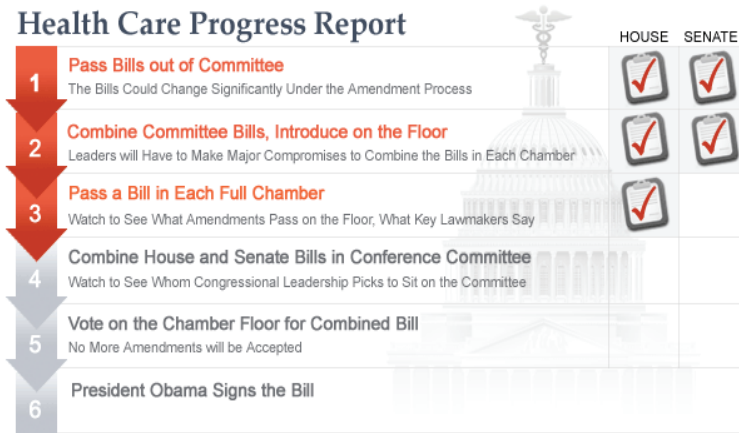 Health Care Progress Report
HOUSE SENATE
1
Pass Bills out of Committee
The Bills Could Change Significantly Under the Amendment Process
2
Combine Committee Bills, Introduce on the Floor
Leaders will Have to Make Major Compromises to Combine the Bills in Each Chamber
3
Pass a Bill in Each Full Chamber
Watch to See What Amendments Pass on the Floor, What Key Lawmakers Say
4
Combine House and Senate Bills in Conference Committee
Watch to See Whom Congressional Leadership Picks to Sit on the Committee
5
Vote on the Chamber Floor for Combined Bill
No More Amendments will be Accepted
6
President Obama Signs the Bill